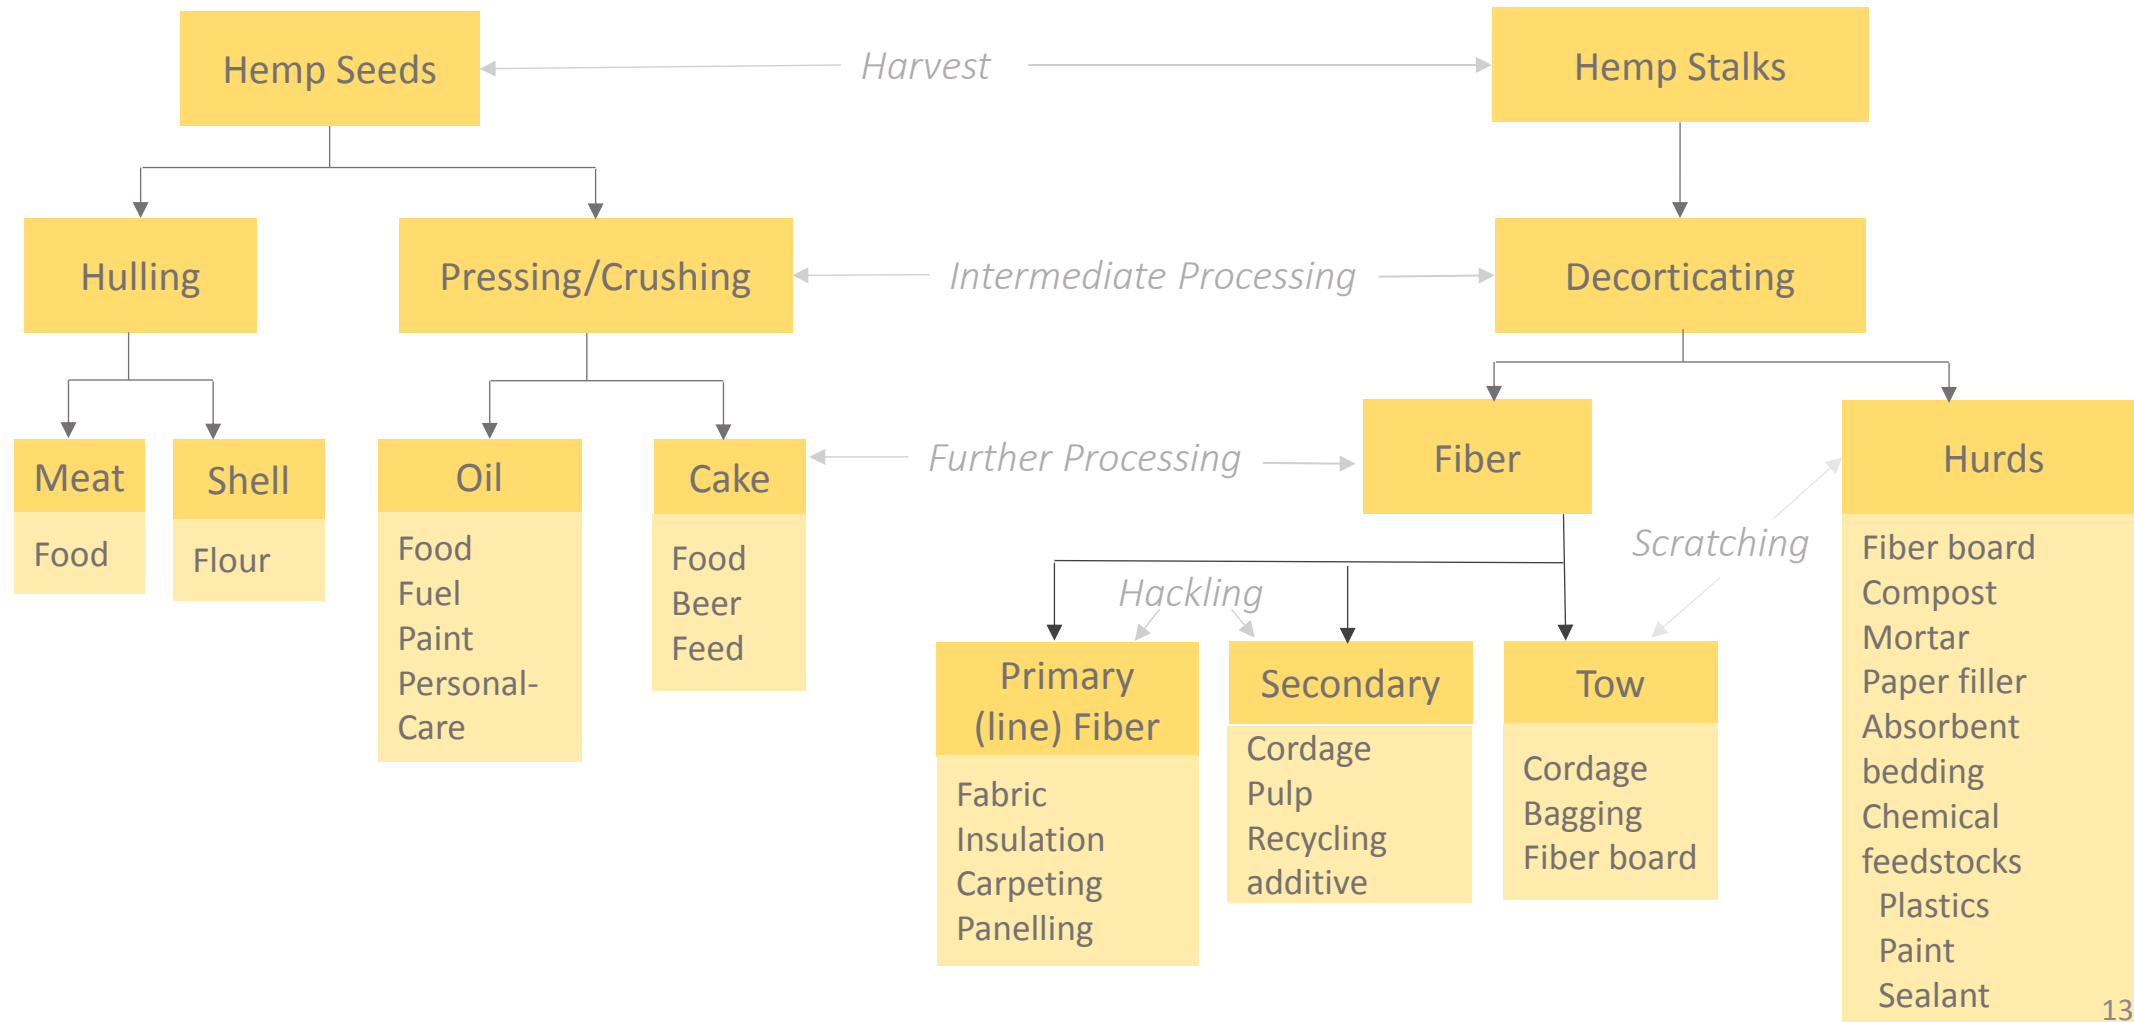 Hemp Seeds
Harvest
Hemp Stalks
Hulling
Pressing/Crushing
Intermediate Processing
Decorticating
Meat
Food
Shell
Flour
Oil
Food
Fuel
Paint
Personal-
Care
Cake
Food
Beer
Feed
Further Processing
Fiber
Hurds
Fiber board
Compost
Mortar
Paper filler
Absorbent
bedding
Chemical
feedstocks
Plastics
Paint
Sealant
Scratching
Hackling
Primary
(line) Fiber
Fabric
Insulation
Carpeting
Panelling
Secondary
Cordage
Pulp
Recycling
additive
Tow
Cordage
Bagging
Fiber board
13